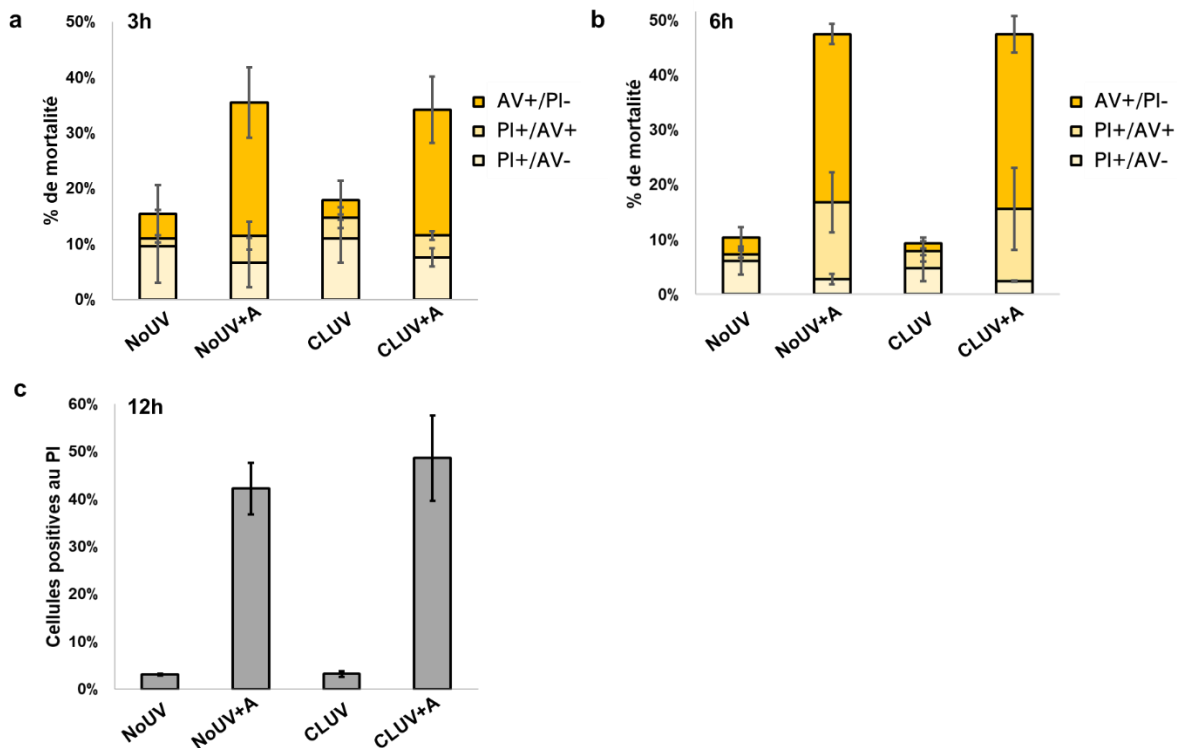 a
3h
% de mortalité
50%
40%
30%
20%
10%
0%
NoUV
NoUV+A
CLUV
CLUV+A
AV+/PI-
PI+/AV+
PI+/AV-
b
6h
% de mortalité
50%
40%
30%
20%
10%
0%
NoUV
NoUV+A
CLUV
CLUV+A
AV+/PI-
PI+/AV+
PI+/AV-
c
12h
Cellules positives au PI
60%
50%
40%
30%
20%
10%
0%
NoUV
NoUV+A
CLUV
CLUV+A